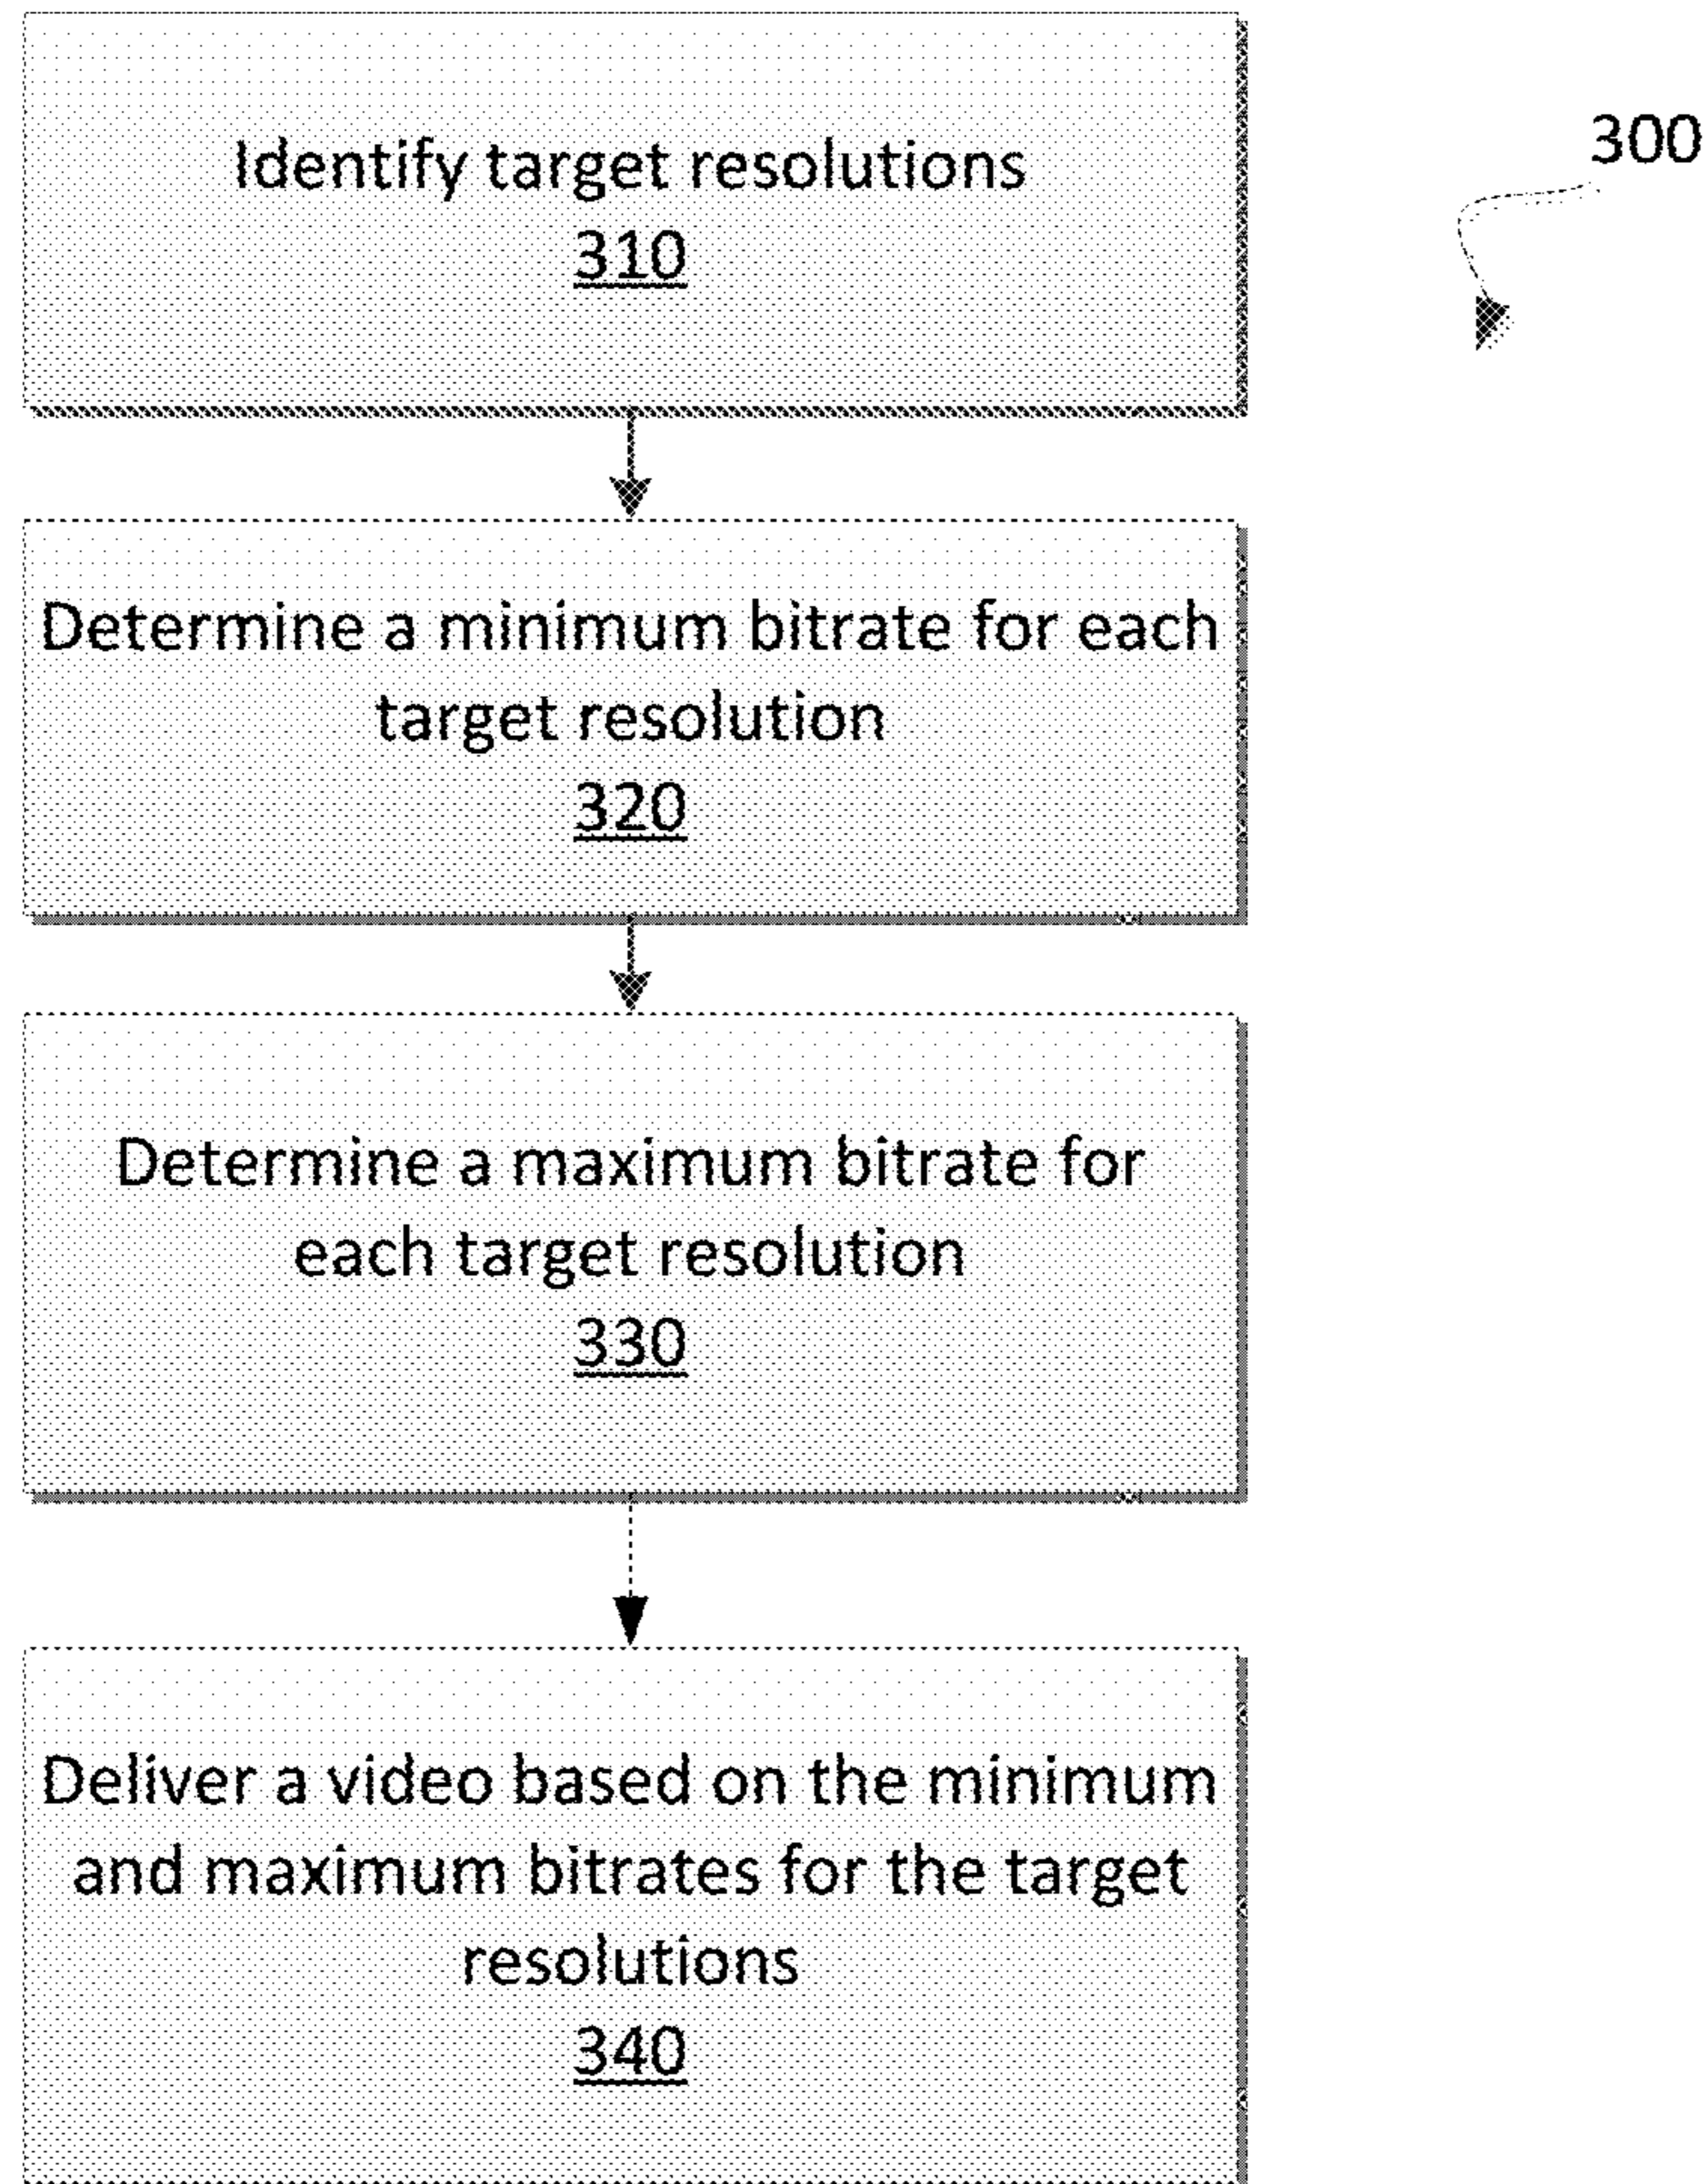 300
Identify target resolutions
310
Determine a minimum bitrate for each
target resolution
320
Determine a maximum bitrate for
each target resolution
330
Deliver a video based on the minimum
and maximum bitrates for the target
resolutions
340